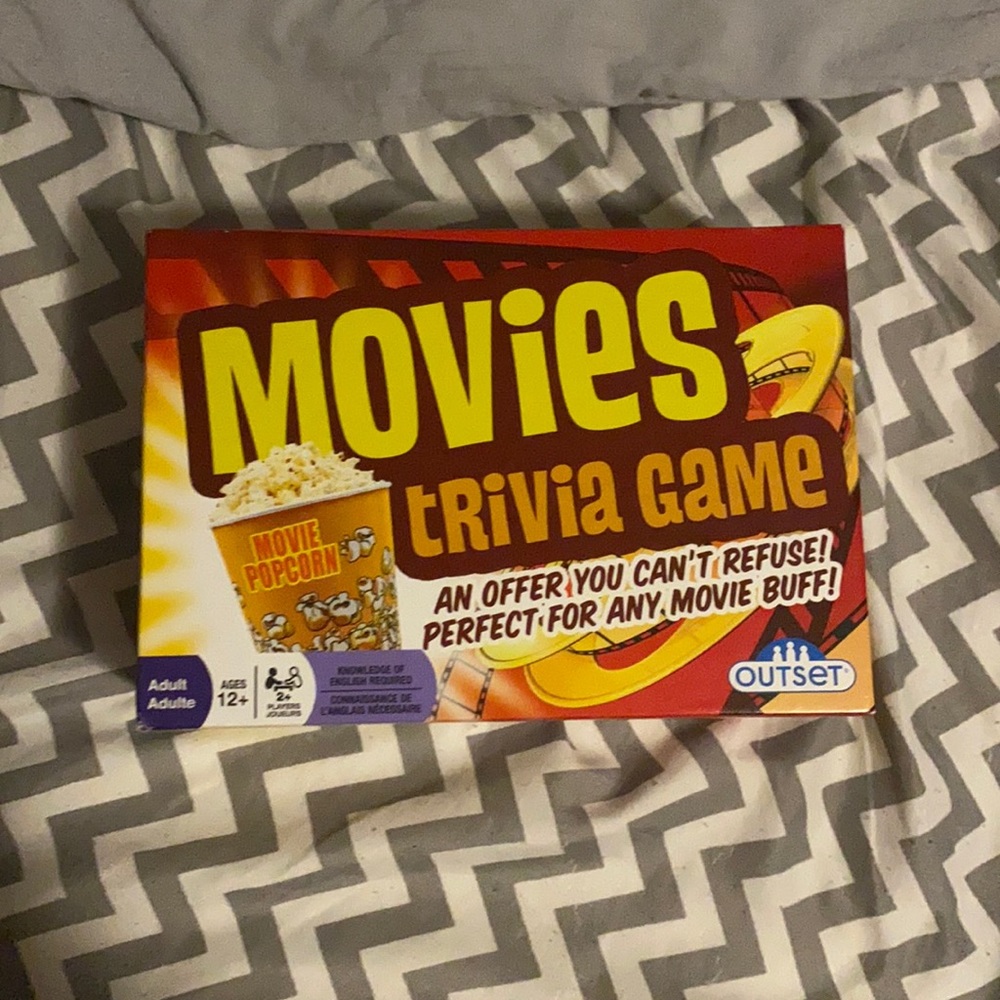 MOViES
tRiViA GAME
MOVIE
POPCORN
AN OFFER YOU CAN'T REFUSE!
PERFECT FOR ANY MOVIE BUFF!
Adult
Adulte
AGES
12+
2+
PLAYERS
JOUEURS
KNOWLEDGE OF
ENGLISH REQUIRED
CONNAISSANCE DE
L'ANGLAIS NÉCESSAIRE
OUTSET®